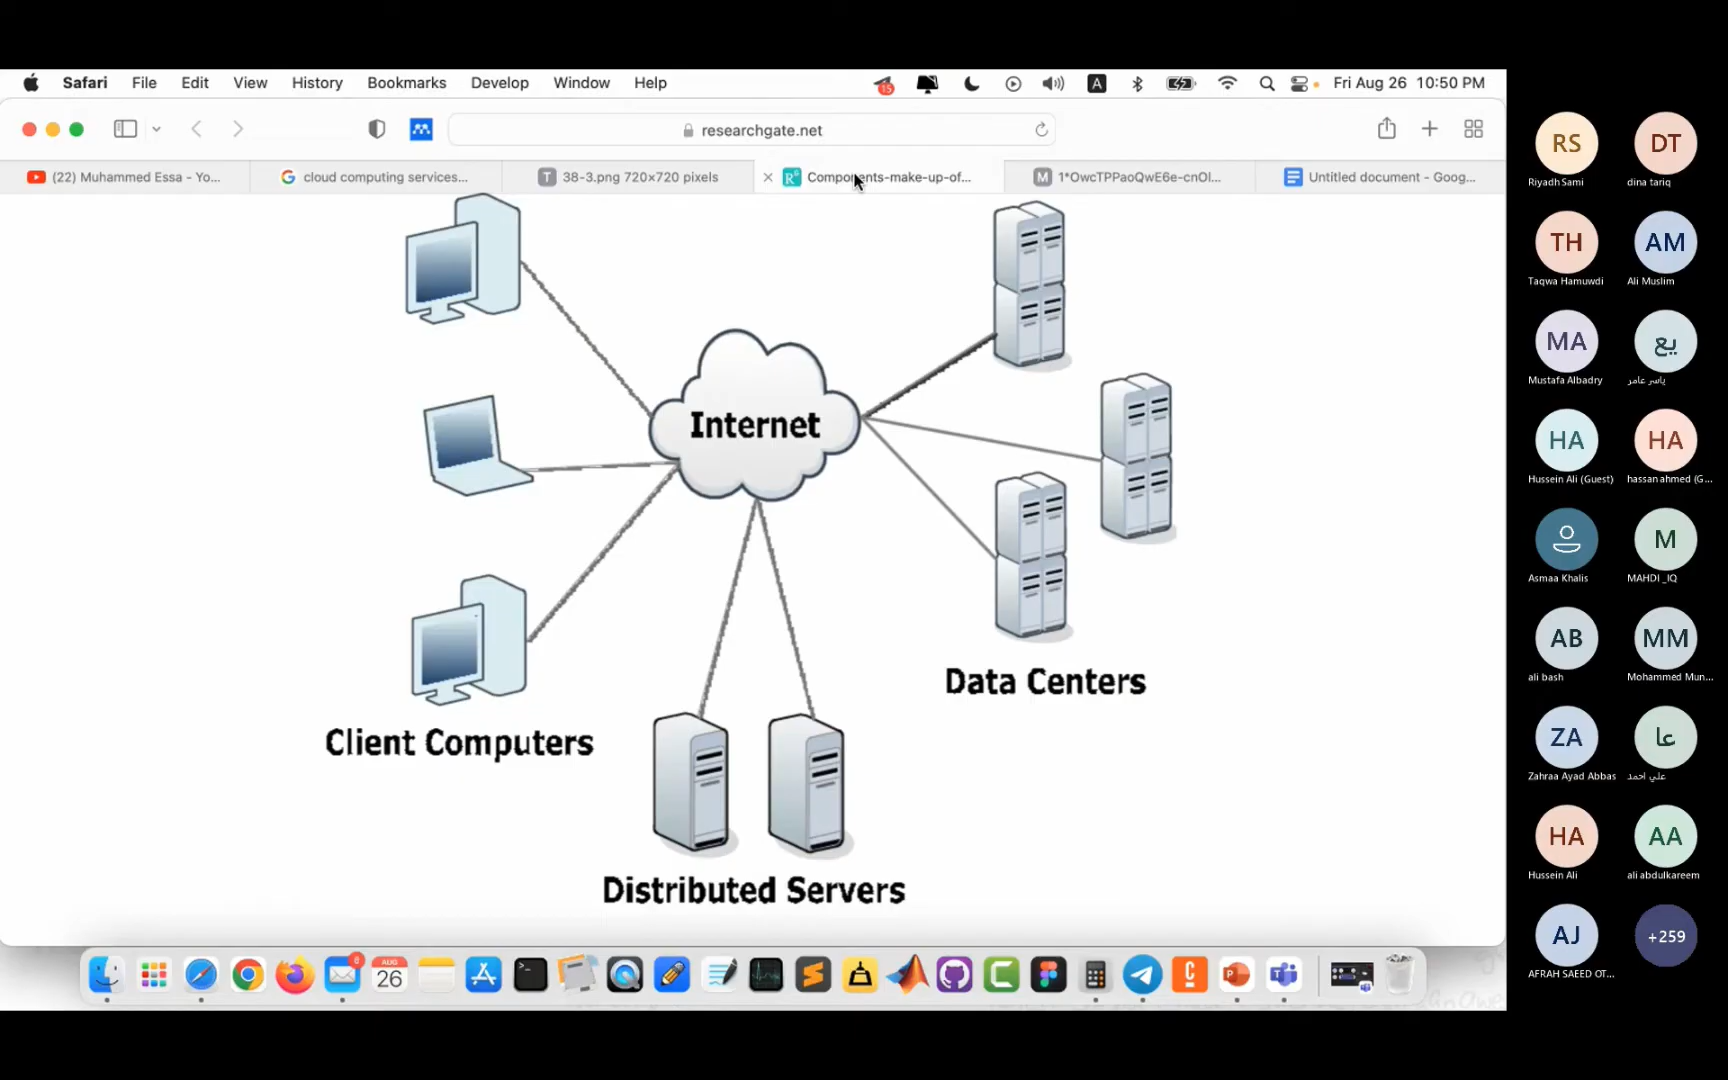 Safari File Edit View History Bookmarks Develop Window Help 15 A Fri Aug 26 10:50 PM
researchgate.net
(22) Muhammed Essa - Yo...
cloud computing services...
38-3.png 720×720 pixels
Components-make-up-of...
M 1*OwcTPPaoQwE6e-cnOl...
Untitled document - Goog...
Internet
Data Centers
Client Computers
Distributed Servers
RS
Riyadh Sami
DT
dina tariq
TH
Taqwa Hamuwdi
AM
Ali Muslim
MA
Mustafa Albadry
يع
ياسر عامر
HA
Hussein Ali (Guest)
HA
hassan ahmed (G...
Asmaa Khalis
M
MAHDI _IQ
AB
ali bash
MM
Mohammed Mun...
ZA
Zahraa Ayad Abbas
عا
علي احمد
HA
Hussein Ali
AA
ali abdulkareem
AJ
AFRAH SAEED OT...
+259
AUG
26